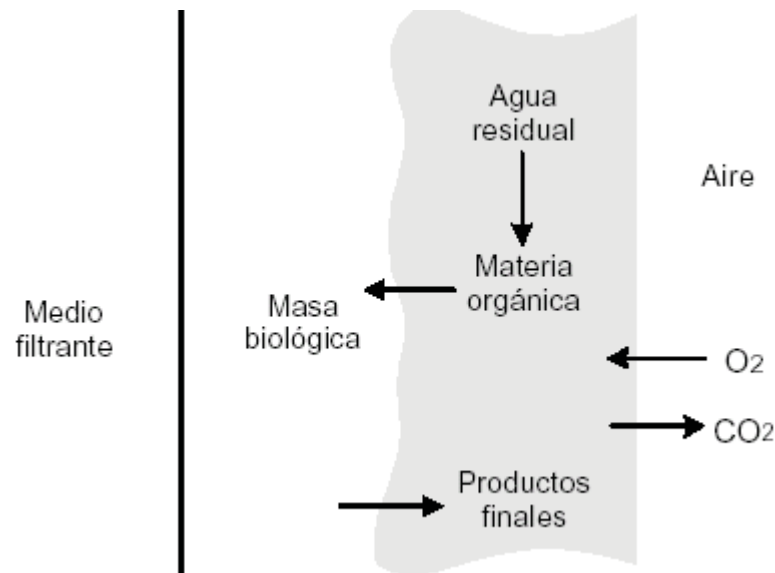 Agua
residual
Aire
Materia
orgánica
Medio
filtrante
Masa
biológica
O2
CO2
Productos
finales